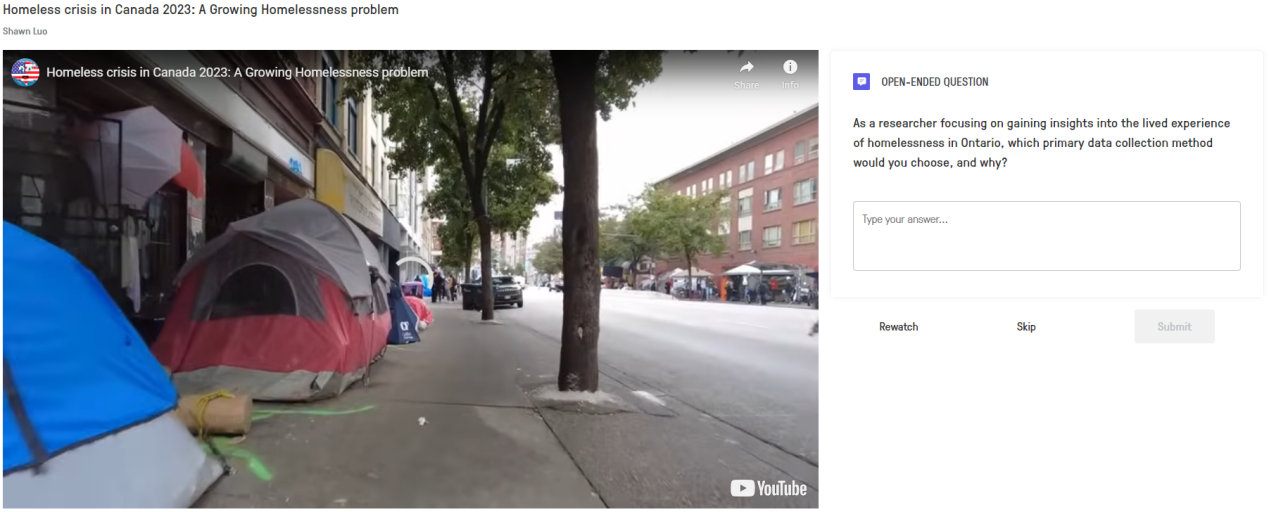 Homeless crisis in Canada 2023: A Growing Homelessness problem
Shawn Luo
Homeless crisis in Canada 2023: A Growing Homelessness problem
Share
Info
YouTube
OPEN-ENDED QUESTION
As a researcher focusing on gaining insights into the lived experience
of homelessness in Ontario, which primary data collection method
would you choose, and why?
Type your answer...
Rewatch
Skip
Submit